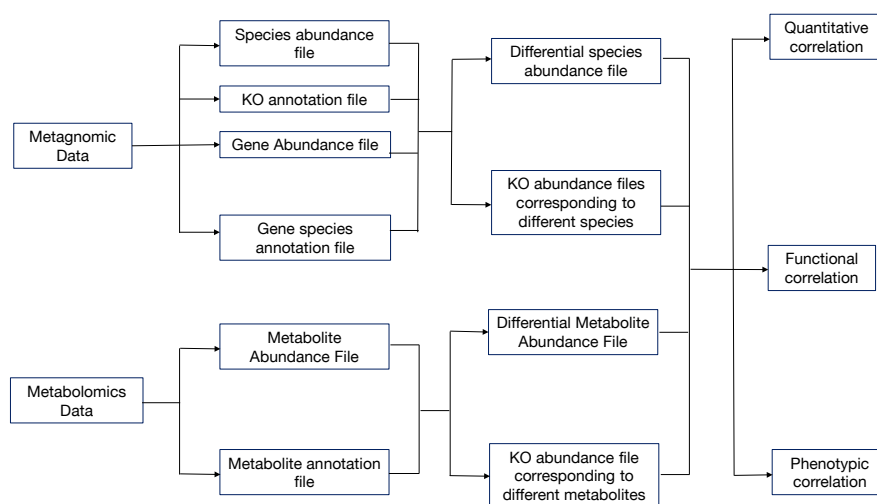 Species abundance
file
KO annotation file
Gene Abundance file
Gene species
annotation file
Metagnomic
Data
Differential species
abundance file
KO abundance files
corresponding to
different species
Quantitative
correlation
Functional
correlation
Phenotypic
correlation
Metabolomics
Data
Metabolite
Abundance File
Metabolite annotation
file
Differential Metabolite
Abundance File
KO abundance file
corresponding to
different metabolites